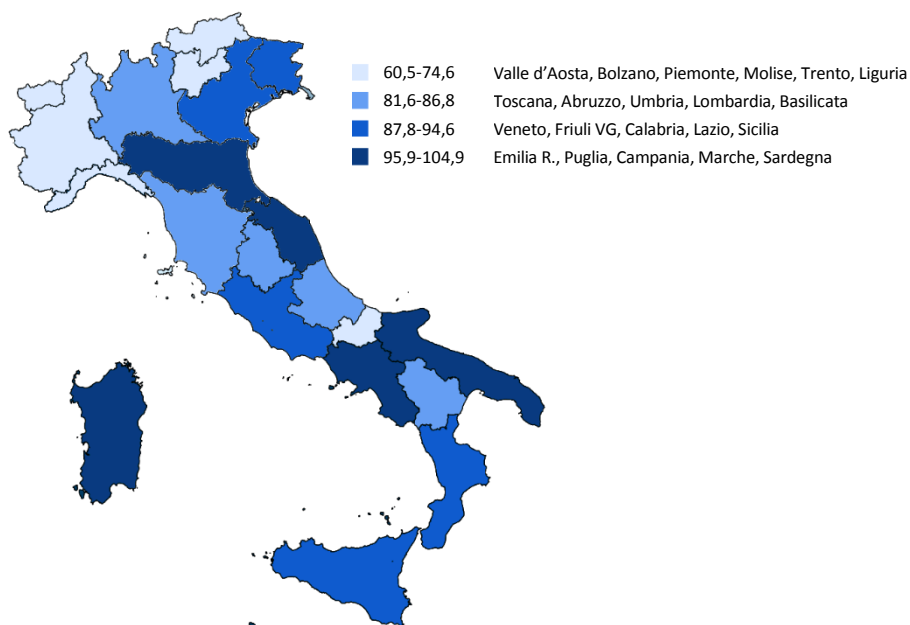 60,5-74,6 Valle d’Aosta, Bolzano, Piemonte, Molise, Trento, Liguria
81,6-86,8 Toscana, Abruzzo, Umbria, Lombardia, Basilicata
87,8-94,6 Veneto, Friuli VG, Calabria, Lazio, Sicilia
95,9-104,9 Emilia R., Puglia, Campania, Marche, Sardegna